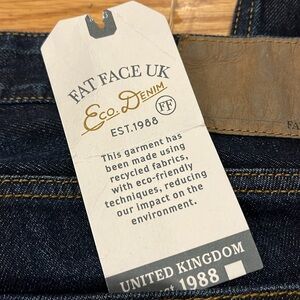 FAT FACE UK
Eco. Denim
FF
EST.1988
This garment has
been made using
recycled fabrics,
with eco-friendly
techniques, reducing
our impact on the
environment.
UNITED KINGDOM
1988
FA